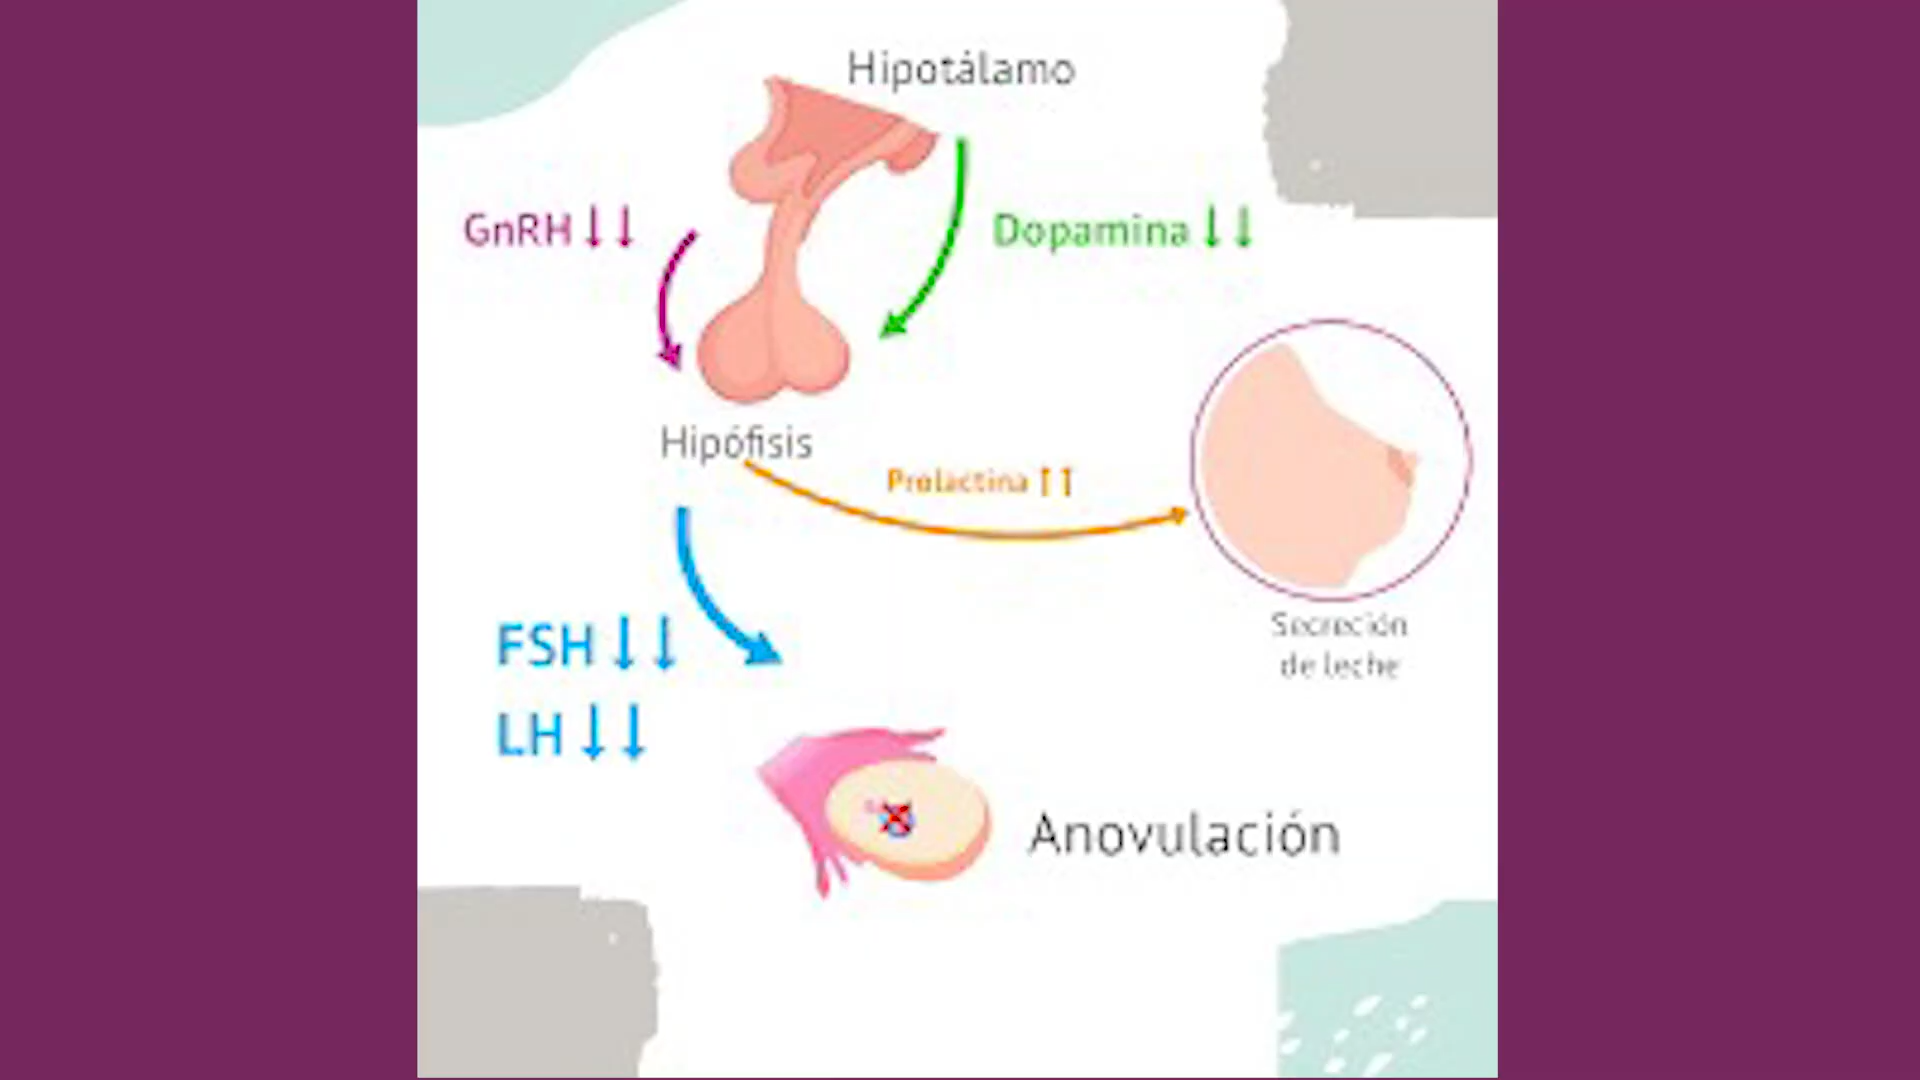 Hipotálamo
GnRH ↓↓
Dopamina ↓↓
Hipófisis
Prolactina ↑↑
FSH ↓↓
LH ↓↓
Secreción
de leche
Anovulación